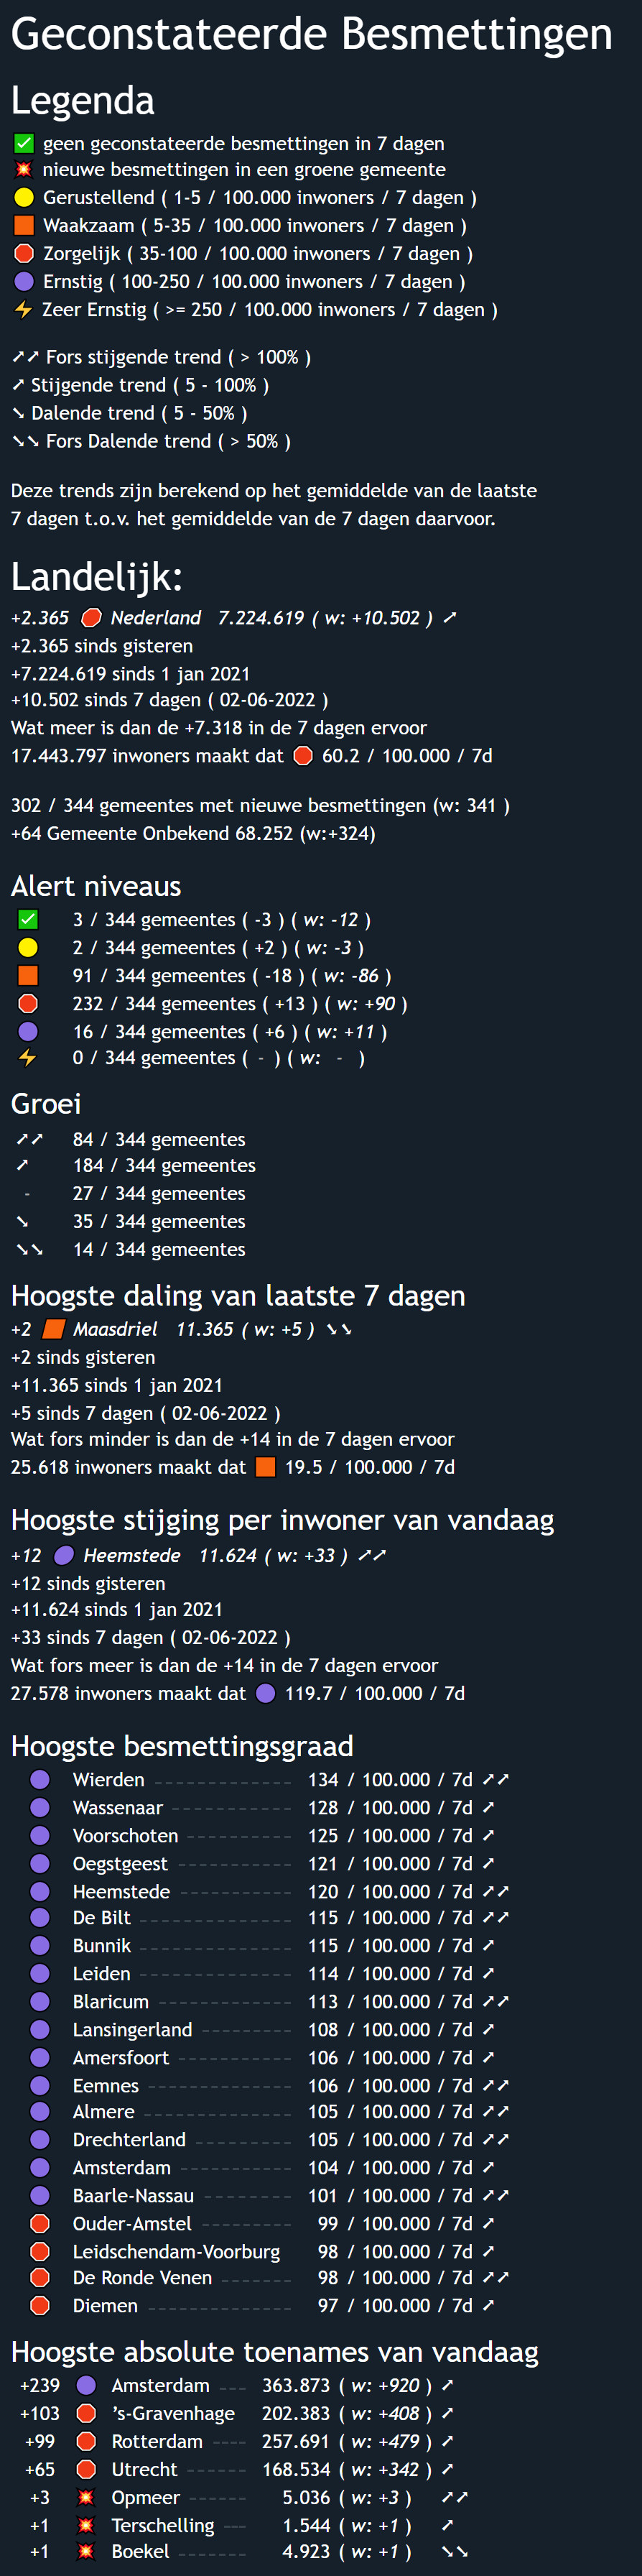 Geconstateerde Besmettingen
Legenda
✅ geen geconstateerde besmettingen in 7 dagen
💥 nieuwe besmettingen in een groene gemeente
🟡 Gerustellend ( 1-5 / 100.000 inwoners / 7 dagen )
🟧 Waakzaam ( 5-35 / 100.000 inwoners / 7 dagen )
🛑 Zorgelijk ( 35-100 / 100.000 inwoners / 7 dagen )
🟣 Ernstig ( 100-250 / 100.000 inwoners / 7 dagen )
⚡ Zeer Ernstig ( >= 250 / 100.000 inwoners / 7 dagen )
➚➚ Fors stijgende trend ( > 100% )
➚ Stijgende trend ( 5 - 100% )
➘ Dalende trend ( 5 - 50% )
➘➘ Fors Dalende trend ( > 50% )
Deze trends zijn berekend op het gemiddelde van de laatste
7 dagen t.o.v. het gemiddelde van de 7 dagen daarvoor.
Landelijk:
+2.365 🛑 Nederland 7.224.619 ( w: +10.502 ) ➚
+2.365 sinds gisteren
+7.224.619 sinds 1 jan 2021
+10.502 sinds 7 dagen ( 02-06-2022 )
Wat meer is dan de +7.318 in de 7 dagen ervoor
17.443.797 inwoners maakt dat 🛑 60.2 / 100.000 / 7d
302 / 344 gemeentes met nieuwe besmettingen (w: 341 )
+64 Gemeente Onbekend 68.252 (w:+324)
Alert niveaus
✅ 3 / 344 gemeentes ( -3 ) ( w: -12 )
🟡 2 / 344 gemeentes ( +2 ) ( w: -3 )
🟧 91 / 344 gemeentes ( -18 ) ( w: -86 )
🛑 232 / 344 gemeentes ( +13 ) ( w: +90 )
🟣 16 / 344 gemeentes ( +6 ) ( w: +11 )
⚡ 0 / 344 gemeentes ( - ) ( w: - )
Groei
➚➚ 84 / 344 gemeentes
➚ 184 / 344 gemeentes
- 27 / 344 gemeentes
➘ 35 / 344 gemeentes
➘➘ 14 / 344 gemeentes
Hoogste daling van laatste 7 dagen
+2 🟧 Maasdriel 11.365 ( w: +5 ) ➘➘
+2 sinds gisteren
+11.365 sinds 1 jan 2021
+5 sinds 7 dagen ( 02-06-2022 )
Wat fors minder is dan de +14 in de 7 dagen ervoor
25.618 inwoners maakt dat 🟧 19.5 / 100.000 / 7d
Hoogste stijging per inwoner van vandaag
+12 🟣 Heemstede 11.624 ( w: +33 ) ➚➚
+12 sinds gisteren
+11.624 sinds 1 jan 2021
+33 sinds 7 dagen ( 02-06-2022 )
Wat fors meer is dan de +14 in de 7 dagen ervoor
27.578 inwoners maakt dat 🟣 119.7 / 100.000 / 7d
Hoogste besmettingsgraad
🟣 Wierden -------------- 134 / 100.000 / 7d ➚➚
🟣 Wassenaar ------------ 128 / 100.000 / 7d ➚
🟣 Voorschoten ----------- 125 / 100.000 / 7d ➚
🟣 Oegstgeest ------------ 121 / 100.000 / 7d ➚
🟣 Heemstede ----------- 120 / 100.000 / 7d ➚➚
🟣 De Bilt --------------- 115 / 100.000 / 7d ➚➚
🟣 Bunnik --------------- 115 / 100.000 / 7d ➚
🟣 Leiden --------------- 114 / 100.000 / 7d ➚
🟣 Blaricum ------------- 113 / 100.000 / 7d ➚➚
🟣 Lansingerland --------- 108 / 100.000 / 7d ➚
🟣 Amersfoort ----------- 106 / 100.000 / 7d ➚
🟣 Eemnes -------------- 106 / 100.000 / 7d ➚➚
🟣 Almere --------------- 105 / 100.000 / 7d ➚➚
🟣 Drechterland ---------- 105 / 100.000 / 7d ➚➚
🟣 Amsterdam ----------- 104 / 100.000 / 7d ➚
🟣 Baarle-Nassau --------- 101 / 100.000 / 7d ➚➚
🛑 Ouder-Amstel --------- 99 / 100.000 / 7d ➚
🛑 Leidschendam-Voorburg 98 / 100.000 / 7d ➚
🛑 De Ronde Venen ------- 98 / 100.000 / 7d ➚➚
🛑 Diemen -------------- 97 / 100.000 / 7d ➚
Hoogste absolute toenames van vandaag
+239 🟣 Amsterdam --- 363.873 ( w: +920 ) ➚
+103 🛑 's-Gravenhage 202.383 ( w: +408 ) ➚
+99 🛑 Rotterdam ---- 257.691 ( w: +479 ) ➚
+65 🛑 Utrecht ------ 168.534 ( w: +342 ) ➚
+3 💥 Opmeer ------ 5.036 ( w: +3 ) ➚➚
+1 💥 Terschelling --- 1.544 ( w: +1 ) ➚
+1 💥 Boekel ------- 4.923 ( w: +1 ) ➘➘